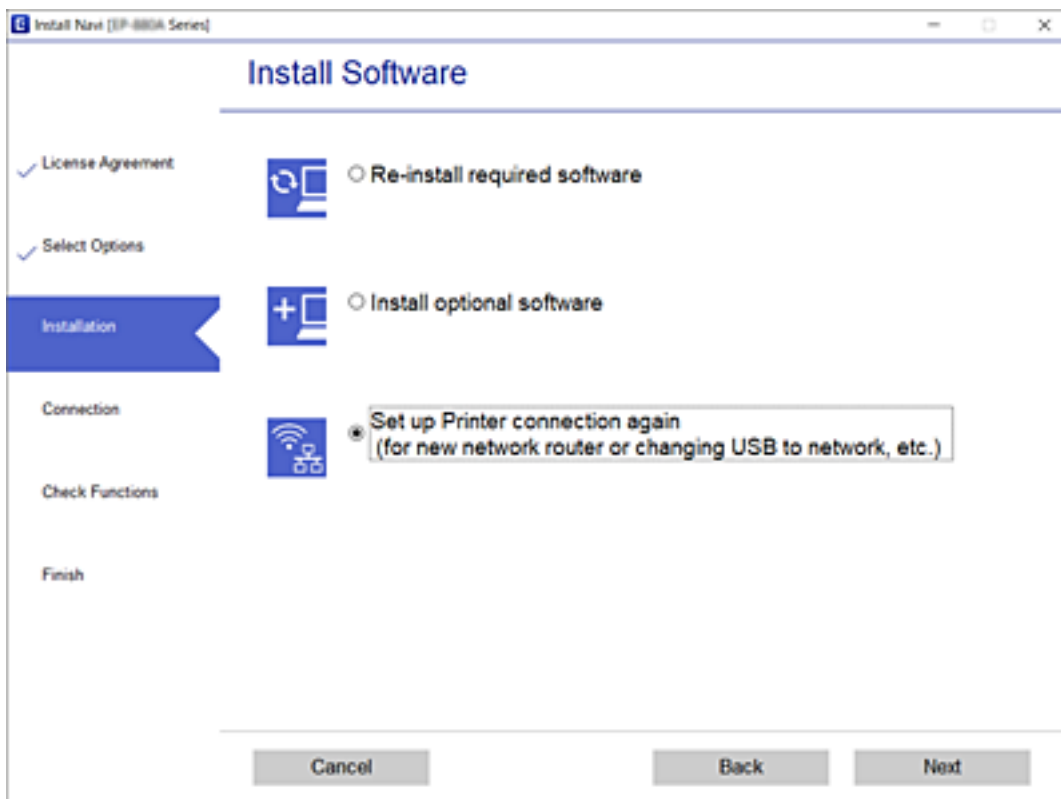 Install Navi [EP-880A Series]
Install Software
License Agreement
Select Options
Installation
Connection
Check Functions
Finish
Re-install required software
Install optional software
Set up Printer connection again
(for new network router or changing USB to network, etc.)
Cancel
Back
Next